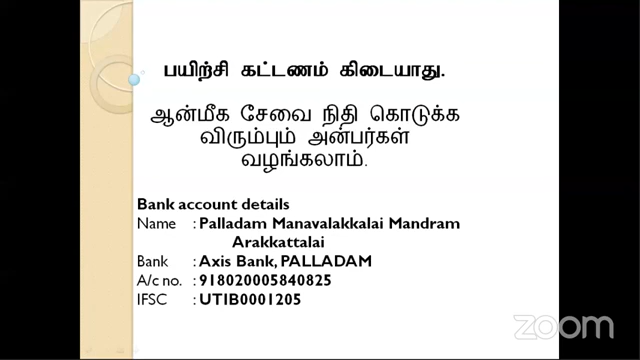 பயிற்சி கட்டணம் கிடையாது.
ஆன்மீக சேவை நிதி கொடுக்க
விரும்பும் அன்பர்கள்
வழங்கலாம்.
Bank account details
Name : Palladam Manavalakkalai Mandram
Arakkattalai
Bank : Axis Bank, PALLADAM
A/c no. : 918020005840825
IFSC : UTIB0001205
zoom